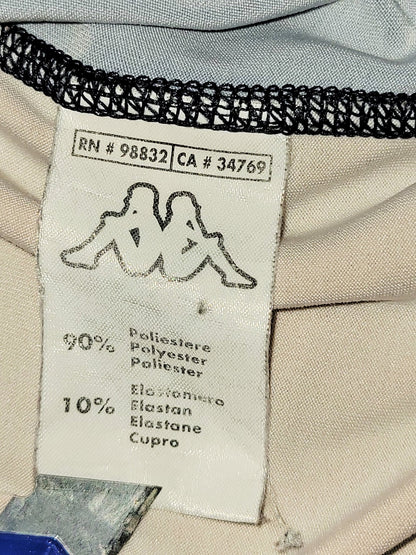 RN # 98832 CA # 34769
90% Poliestere
Polyester
Poliester
10% Elastomero
Elastan
Elastane
Cupro